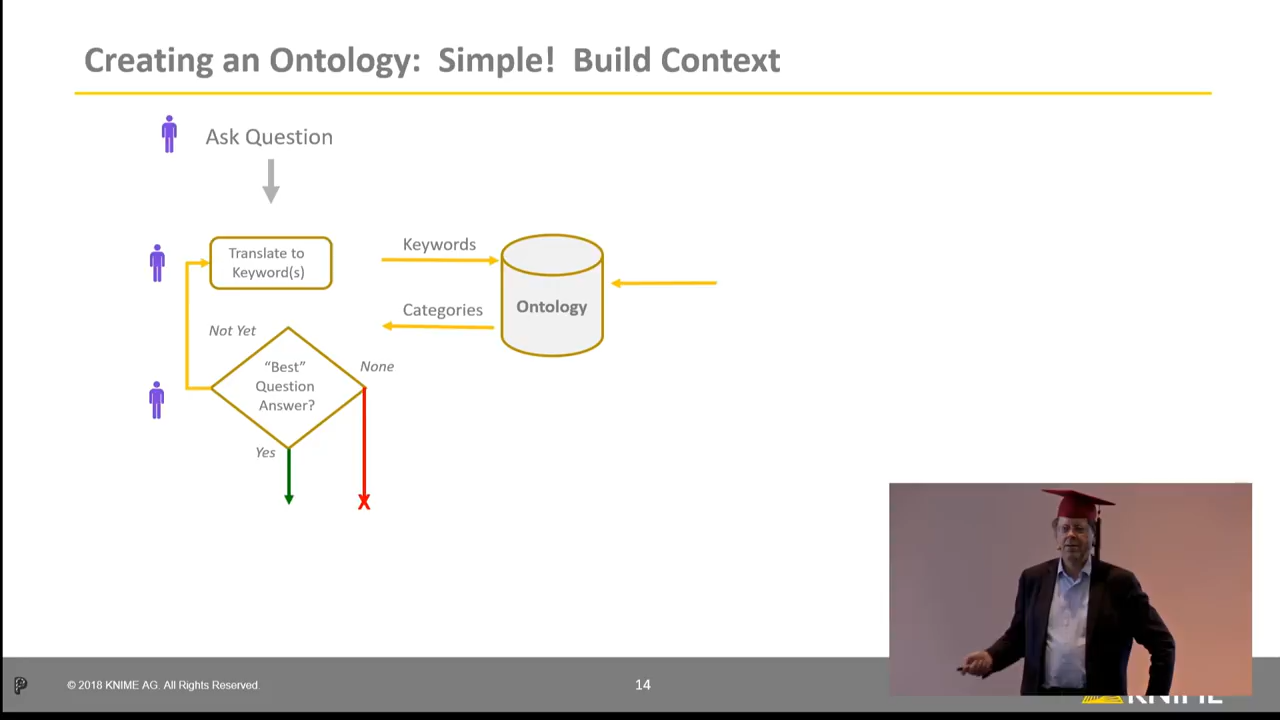 Creating an Ontology: Simple! Build Context
Ask Question
Translate to
Keyword(s)
Keywords
Ontology
Categories
Not Yet
"Best"
Question
Answer?
None
Yes
X
© 2018 KNIME AG. All Rights Reserved.
14
KNIME